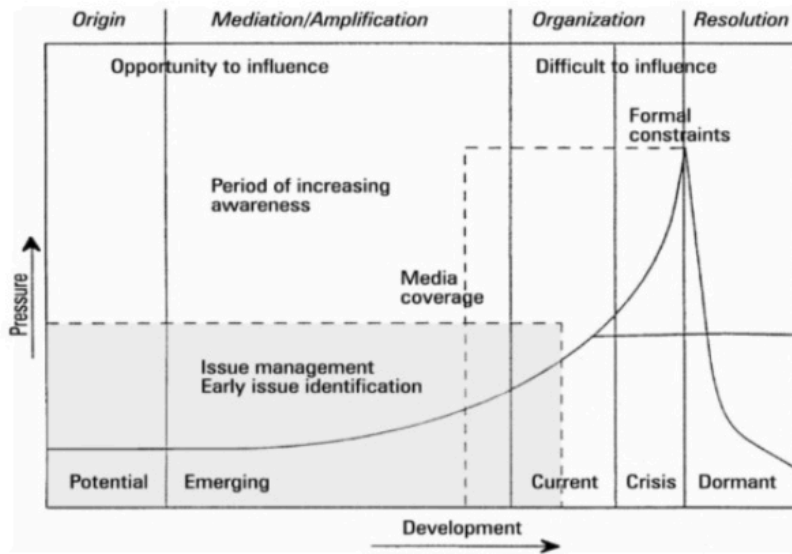 Origin Mediation/Amplification Organization Resolution
Opportunity to influence Difficult to influence
Formal
constraints
Period of increasing
awareness
Media
coverage
Pressure
Issue management
Early issue identification
Potential Emerging Current Crisis Dormant
Development